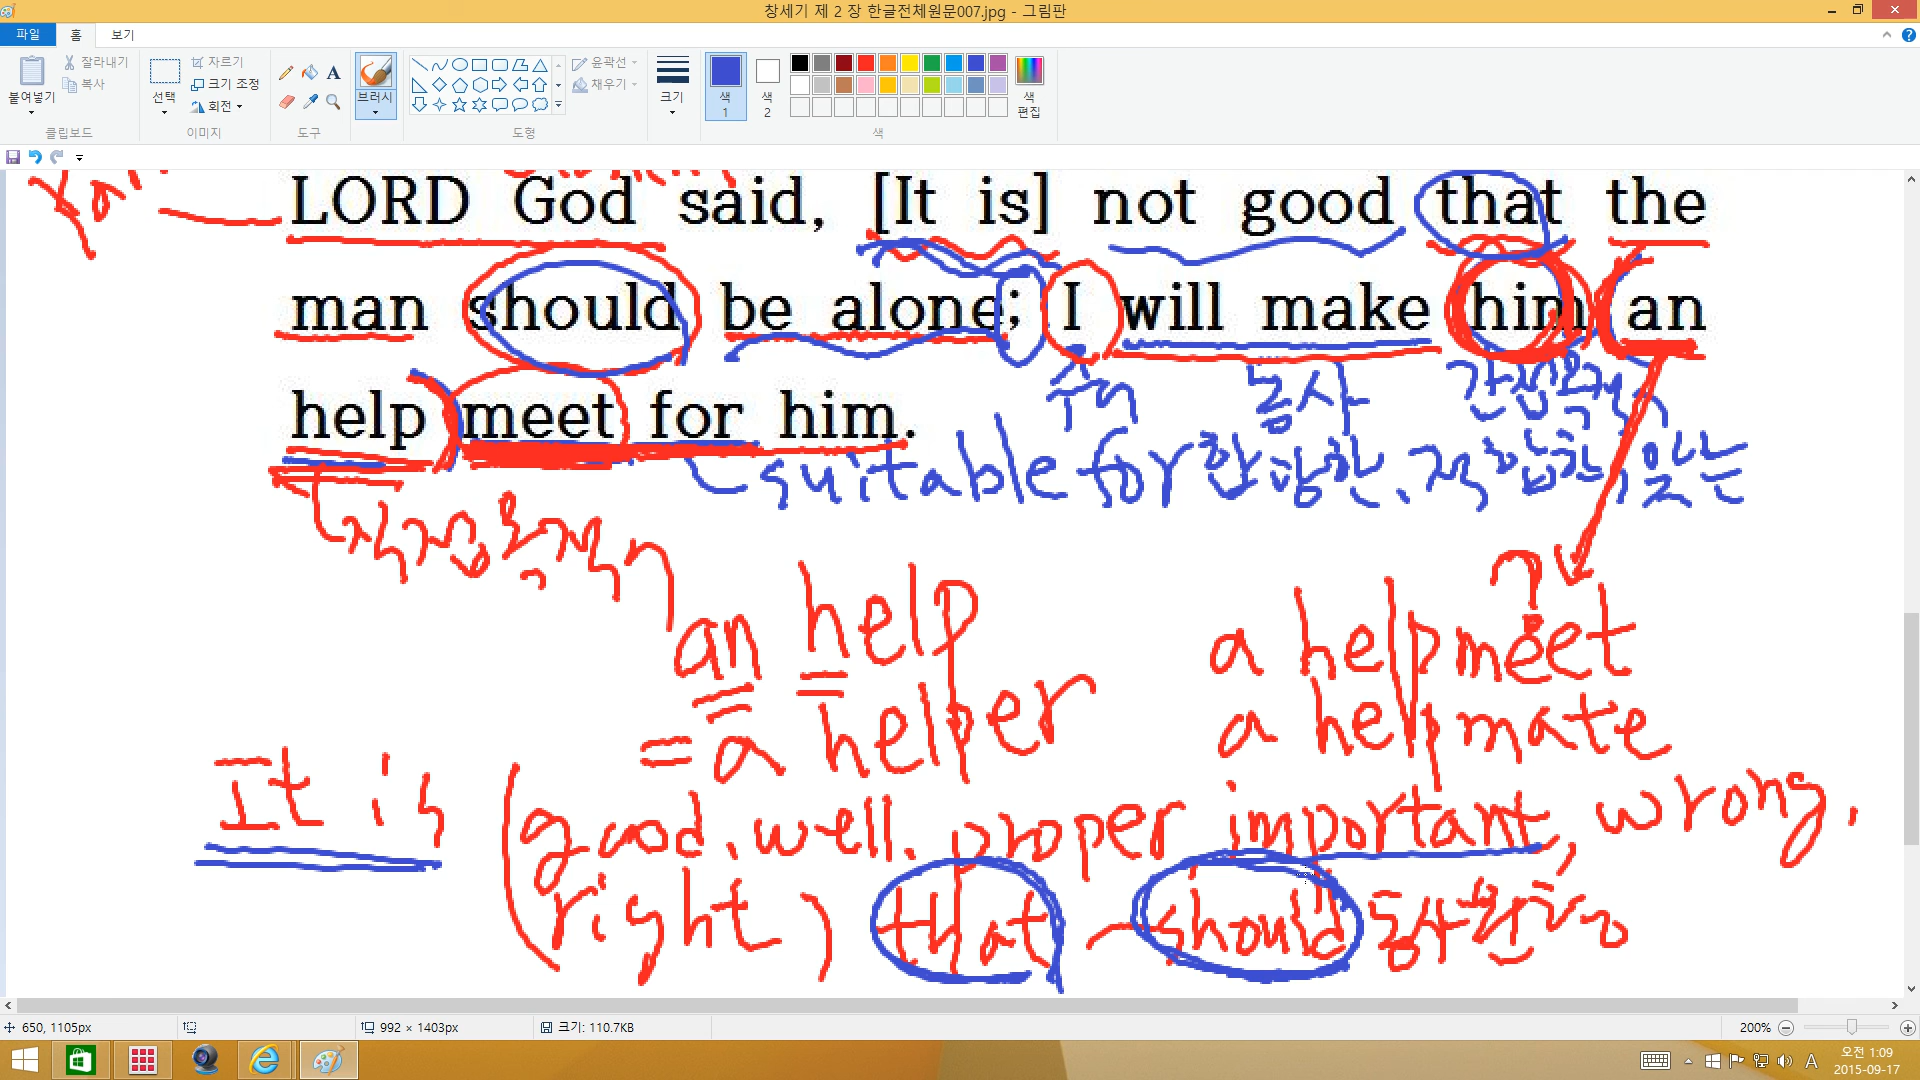 창세기 제 2 장 한글전체원문007.jpg - 그림판
파일 홈 보기
붙여넣기 잘라내기 복사 클립보드
선택 자르기 크기 조정 회전 이미지
A 도구
브러시
윤곽선 채우기 도형
크기
색 1 색 2 색 편집 색
LORD God said, [It is] not good that the
man should be alone; I will make him an
주어 동사 간접목적어
help meet for him.
suitable for 합당한, 적합한, 맞는
직접목적어
an help a helpmeet
= a helper a helpmate
It is (good, well. proper important, wrong.
right) that ~ should 동사원형
650, 1105px 992 × 1403px 크기: 110.7KB 200%
A 오전 1:09
2015-09-17